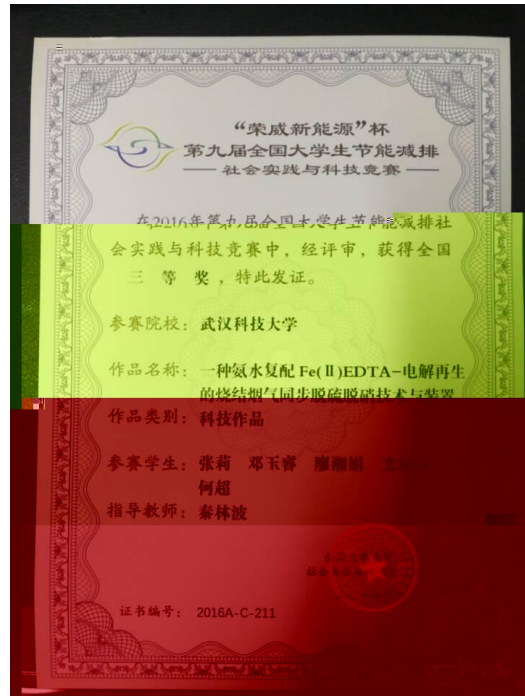 “荣威新能源”杯
第九届全国大学生节能减排
社会实践与科技竞赛
在2016年第九届全国大学生节能减排社
会实践与科技竞赛中，经评审，获得全国
三 等 奖 ，特此发证。
参赛院校：武汉科技大学
作品名称：一种氨水复配 Fe(Ⅱ)EDTA-电解再生
的烧结烟气同步脱硫脱硝技术与装置
作品类别：科技作品
参赛学生：张莉 邓玉睿 廖湘娟
何超
指导教师：秦林波
证书编号： 2016A-C-211